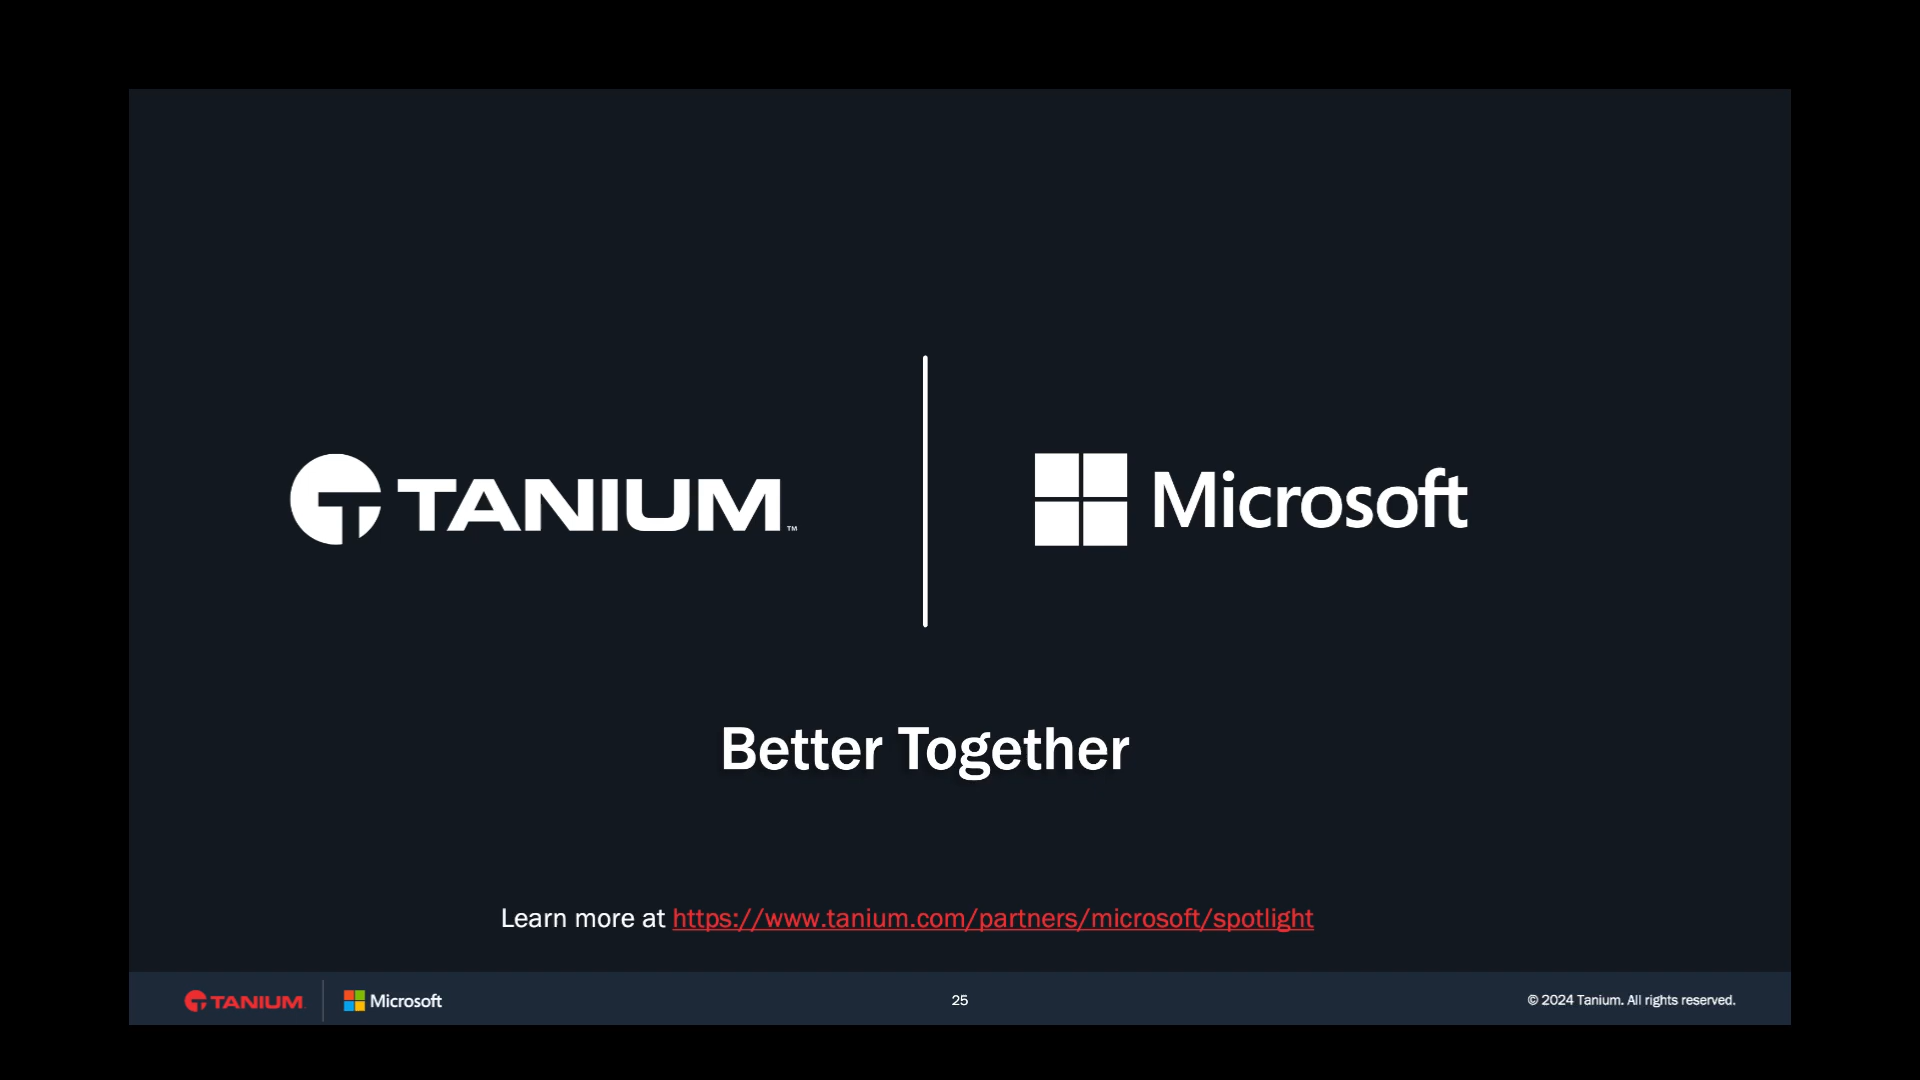 TANIUM™
Microsoft
Better Together
Learn more at https://www.tanium.com/partners/microsoft/spotlight
TANIUM
Microsoft
25
© 2024 Tanium. All rights reserved.